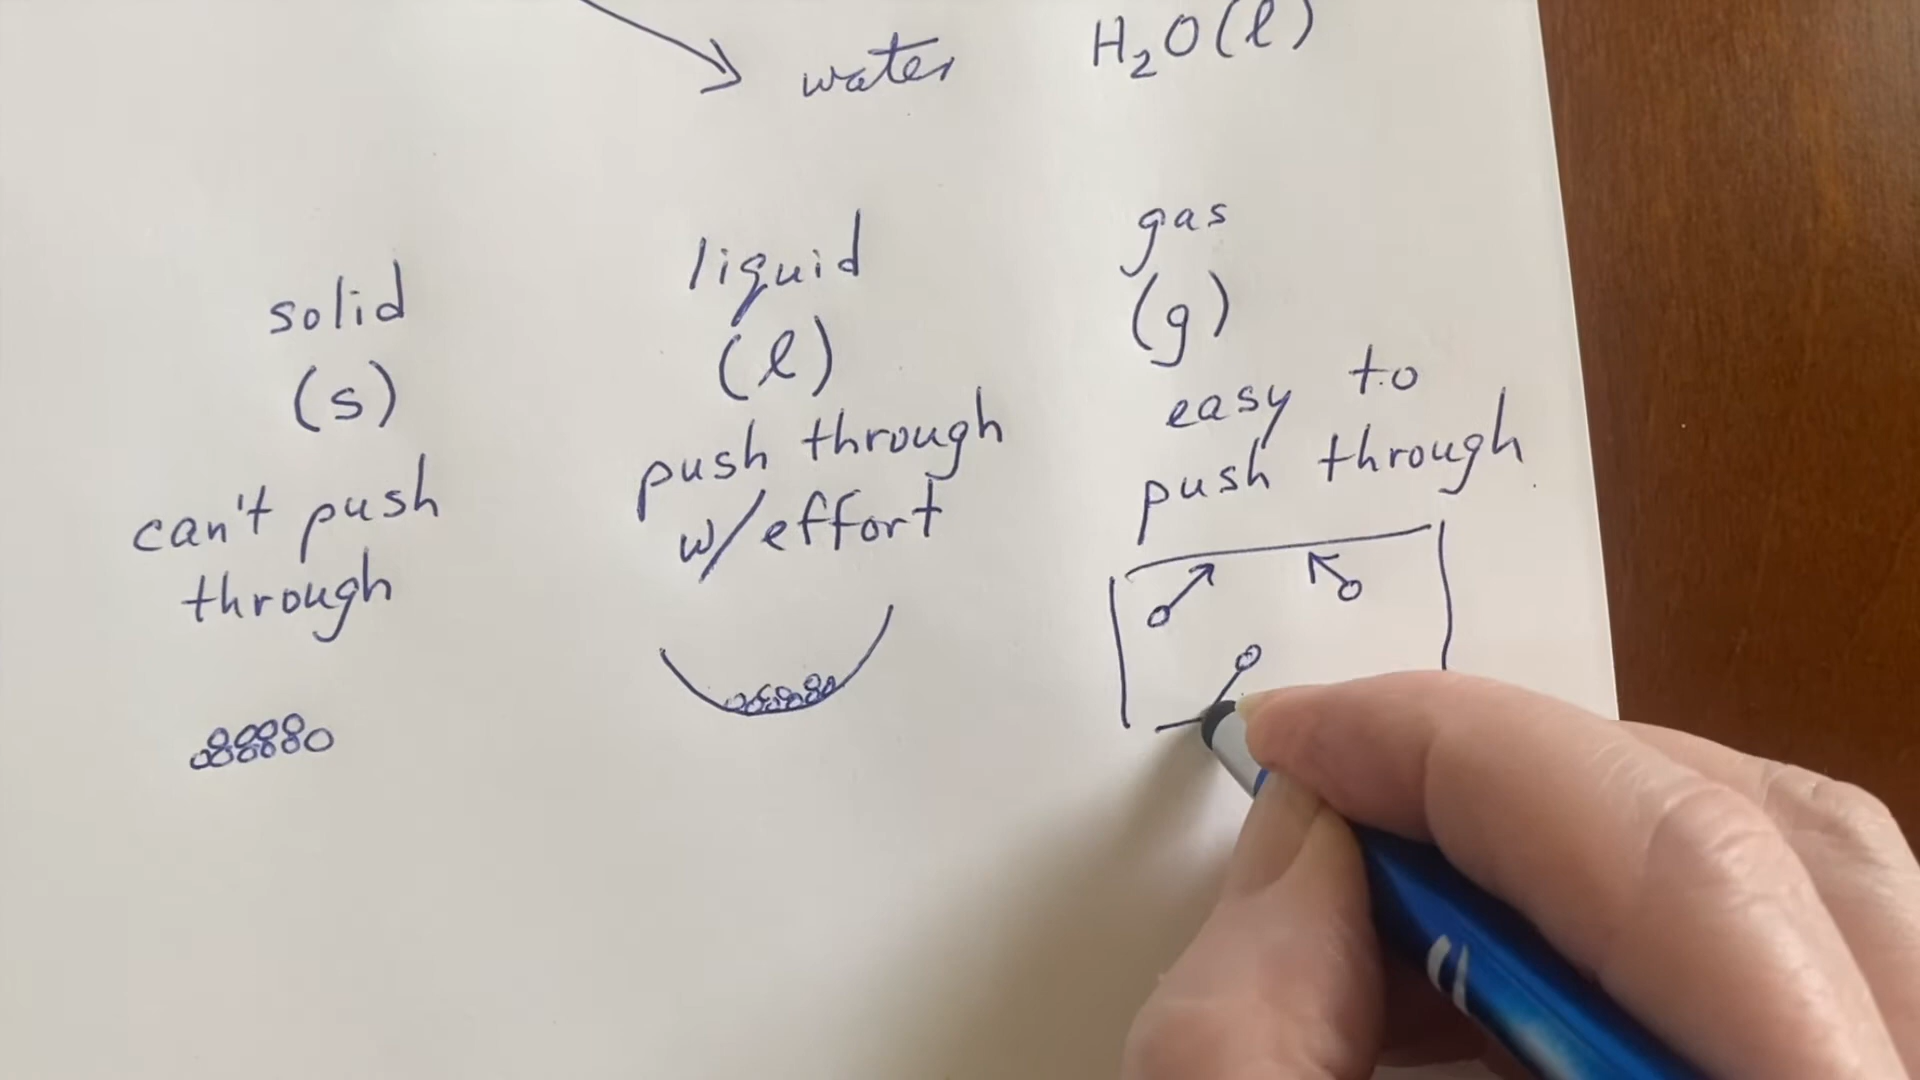 water H₂O(l)
solid
(s)
can't push
through
liquid
(l)
push through
w/effort
gas
(g)
easy to
push through